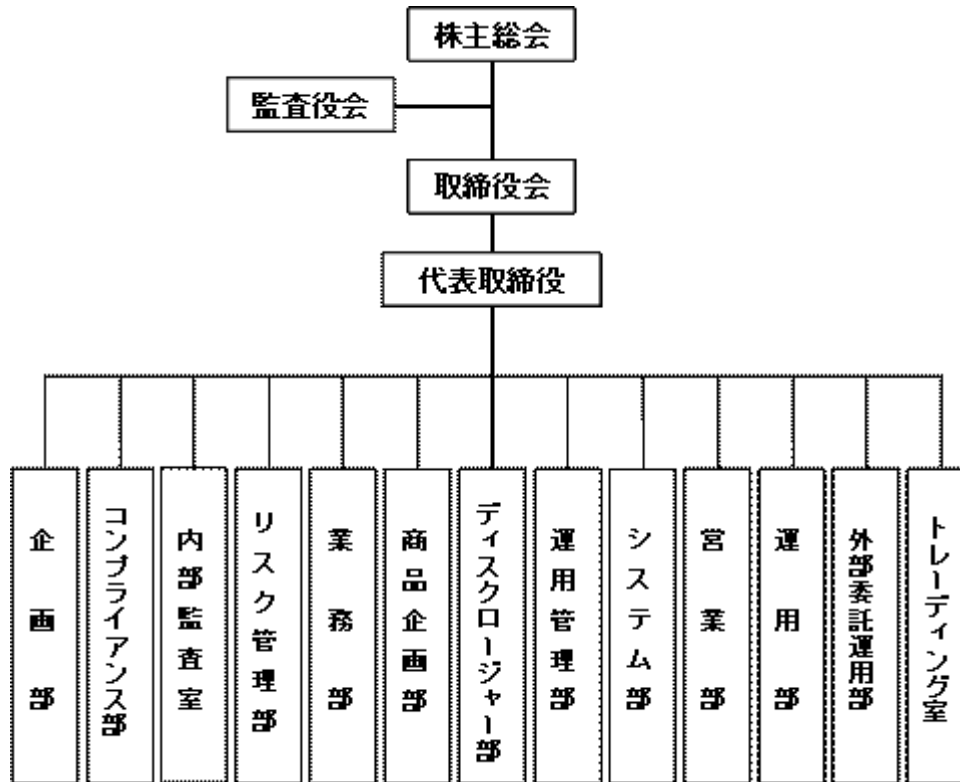 株主総会
監査役会
取締役会
代表取締役
企画部
コンプライアンス部
内部監査室
リスク管理部
業務部
商品企画部
ディスクロージャー部
運用管理部
システム部
営業部
運用部
外部委託運用部
トレーディング室